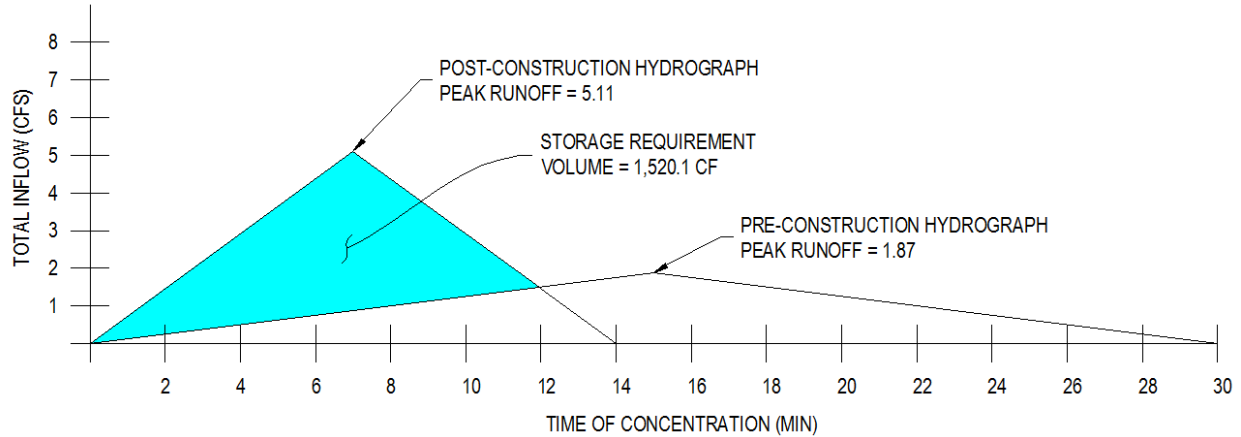 8
7
6
5
4
3
2
1
TOTAL INFLOW (CFS)
POST-CONSTRUCTION HYDROGRAPH
PEAK RUNOFF = 5.11
STORAGE REQUIREMENT
VOLUME = 1,520.1 CF
PRE-CONSTRUCTION HYDROGRAPH
PEAK RUNOFF = 1.87
2 4 6 8 10 12 14 16 18 20 22 24 26 28 30
TIME OF CONCENTRATION (MIN)